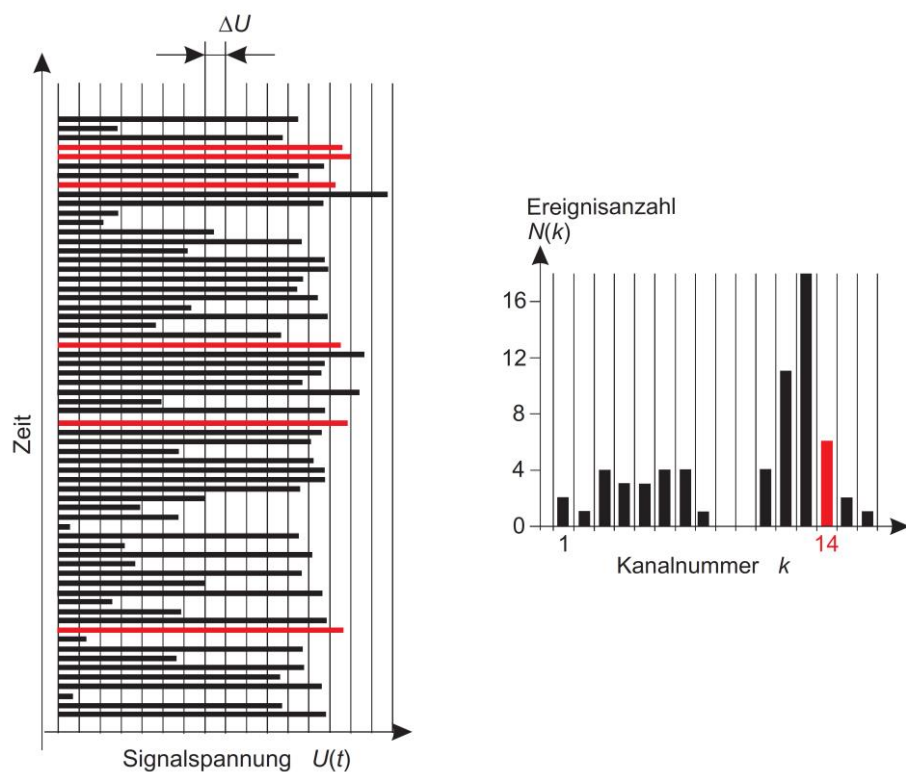 ΔU
Zeit
Signalspannung U(t)
Ereignisanzahl
N(k)
16
12
8
4
0
1
14
Kanalnummer k